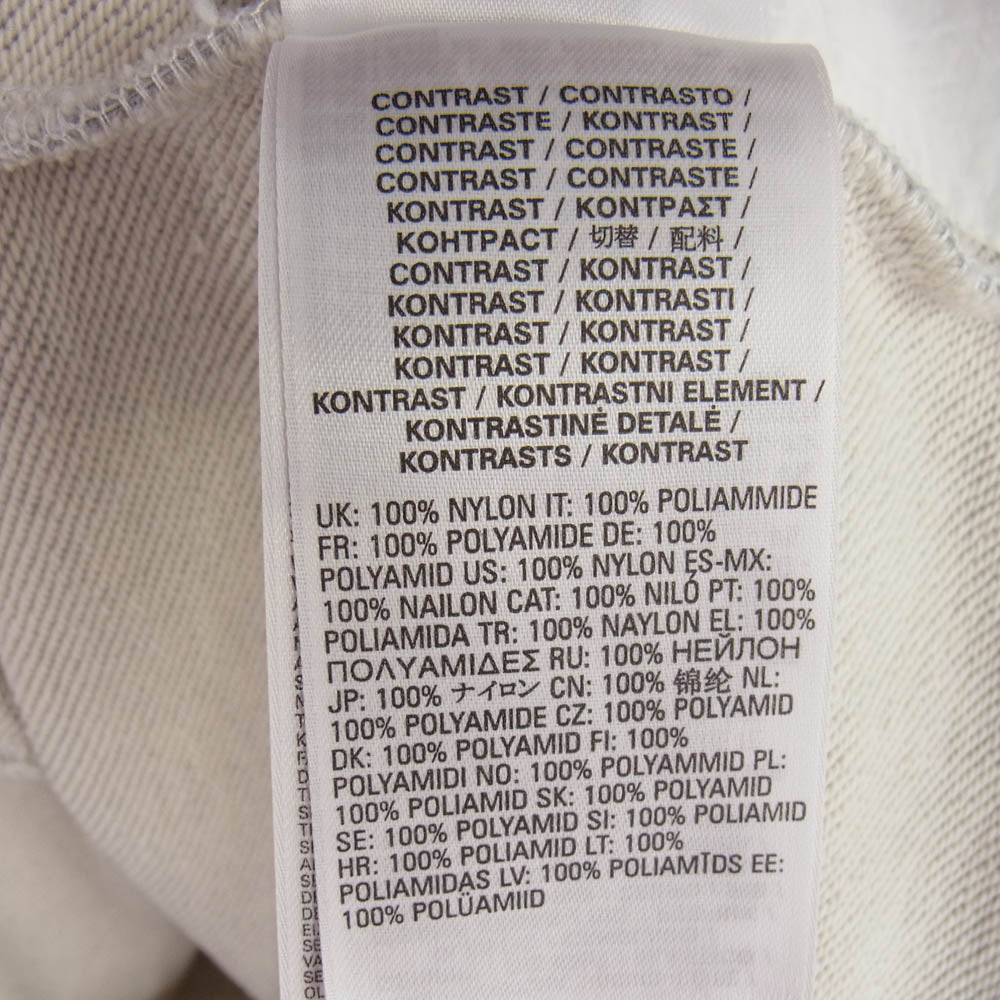 CONTRAST / CONTRASTO /
CONTRASTE / KONTRAST /
CONTRAST / CONTRASTE /
CONTRAST / CONTRASTE /
KONTRAST / ΚΟΝΤΡΑΣΤ /
КОНТРАСТ / 切替 / 配料 /
CONTRAST / KONTRAST /
KONTRAST / KONTRASTI /
KONTRAST / KONTRAST /
KONTRAST / KONTRAST /
KONTRAST / KONTRASTNI ELEMENT /
KONTRASTINĖ DETALĖ /
KONTRASTS / KONTRAST
UK: 100% NYLON IT: 100% POLIAMMIDE
FR: 100% POLYAMIDE DE: 100%
POLYAMID US: 100% NYLON ES-MX:
100% NAILON CAT: 100% NILÓ PT: 100%
POLIAMIDA TR: 100% NAYLON EL: 100%
ΠΟΛΥΑΜΙΔΕΣ RU: 100% НЕЙЛОН
JP: 100% ナイロン CN: 100% 锦纶 NL:
100% POLYAMIDE CZ: 100% POLYAMID
DK: 100% POLYAMID FI: 100%
POLYAMIDI NO: 100% POLYAMMID PL:
100% POLIAMID SK: 100% POLYAMID
SE: 100% POLYAMID SI: 100% POLIAMID
HR: 100% POLIAMID LT: 100%
POLIAMIDAS LV: 100% POLIAMĪDS EE:
100% POLÜAMIID